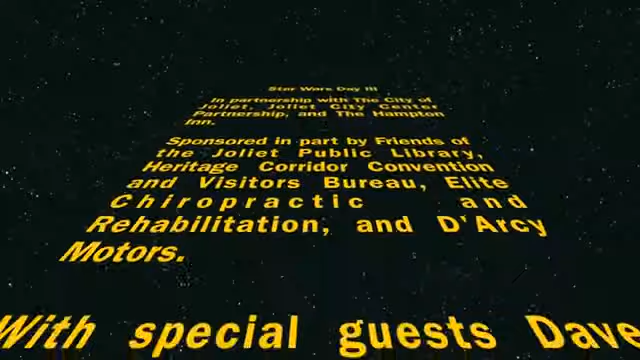 Star Wars Day III
In partnership with The City of
Joliet, Joliet City Center
Partnership, and The Hampton
Inn.
Sponsored in part by Friends of
the Joliet Public Library,
Heritage Corridor Convention
and Visitors Bureau, Elite
Chiropractic and
Rehabilitation, and D'Arcy
Motors.
With special guests Dave